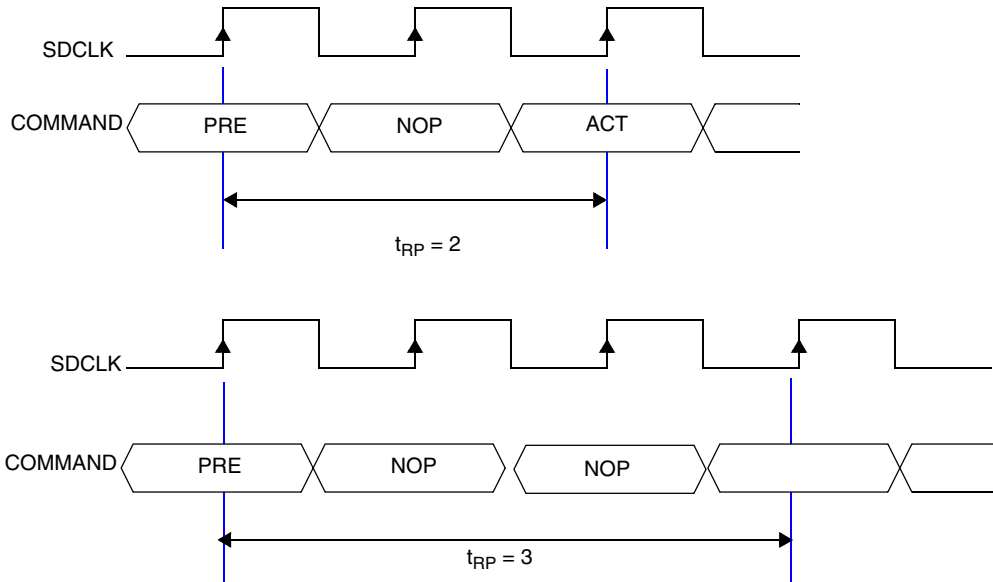 SDCLK
COMMAND PRE NOP ACT
tRP = 2
SDCLK
COMMAND PRE NOP NOP
tRP = 3